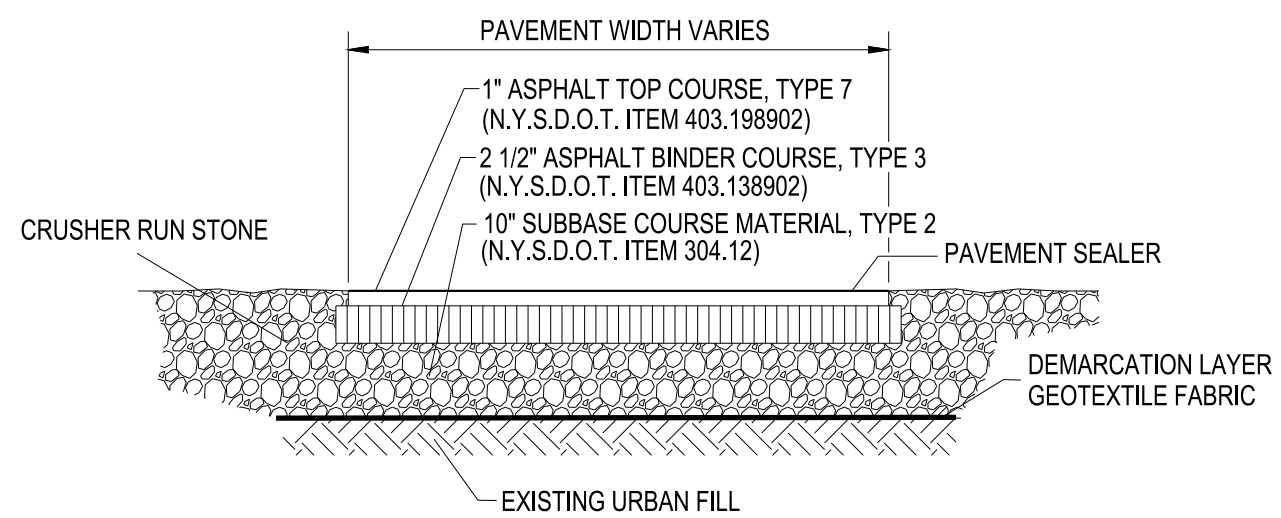 PAVEMENT WIDTH VARIES
1" ASPHALT TOP COURSE, TYPE 7
(N.Y.S.D.O.T. ITEM 403.198902)
2 1/2" ASPHALT BINDER COURSE, TYPE 3
(N.Y.S.D.O.T. ITEM 403.138902)
10" SUBBASE COURSE MATERIAL, TYPE 2
(N.Y.S.D.O.T. ITEM 304.12)
CRUSHER RUN STONE
PAVEMENT SEALER
DEMARCATION LAYER
GEOTEXTILE FABRIC
EXISTING URBAN FILL